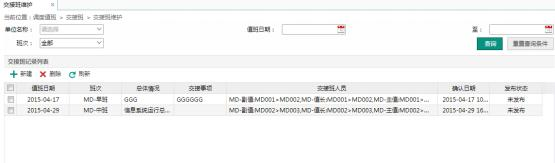 交接班维护 ×
当前位置：调度值班 > 交接班 > 交接班维护
单位名称： 请选择 值班日期： 至：
班次： 全部 查询 重置查询条件
交接班记录列表
新建 删除 刷新
值班日期 班次 总体情况 交接事项 交接班人员 确认日期 发布状态
2015-04-17 MD-早班 GGG GGGGGG MD-副值:MD001>MD002,MD-值长:MD001>MD002,MD-主值:MD001>... 2015-04-17 10... 未发布
2015-04-29 MD-中班 信息系统运行总... MD-副值:MD002>MD003,MD-值长:MD002>MD003,MD-主值:MD002>... 2015-04-29 16... 未发布